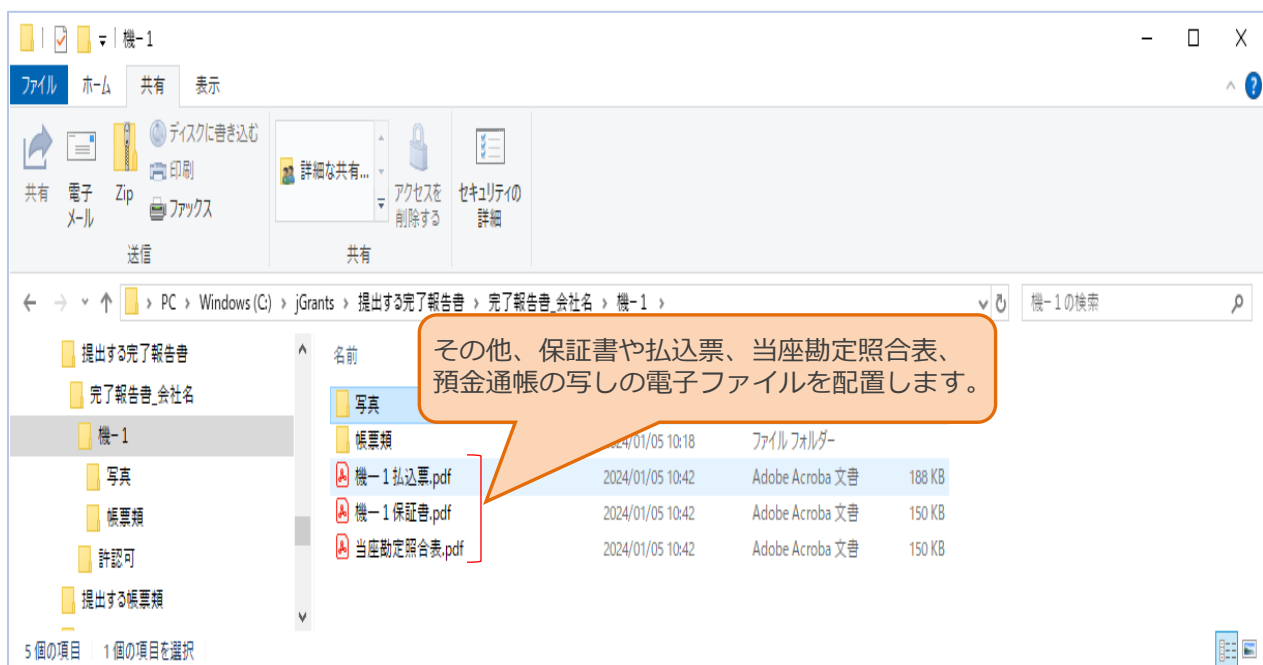 機-1
ファイル ホーム 共有 表示
共有
電子
メール
Zip
ディスクに書き込む
印刷
ファックス
詳細な共有...
アクセスを
削除する
セキュリティの
詳細
送信
共有
PC › Windows (C:) › jGrants › 提出する完了報告書 › 完了報告書_会社名 › 機-1 ›
機-1の検索
提出する完了報告書
完了報告書_会社名
機-1
写真
帳票類
許認可
提出する帳票類
名前
その他、保証書や払込票、当座勘定照合表、
預金通帳の写しの電子ファイルを配置します。
写真
帳票類 2024/01/05 10:18 ファイル フォルダー
機ー1払込票.pdf 2024/01/05 10:42 Adobe Acroba 文書 188 KB
機ー1保証書.pdf 2024/01/05 10:42 Adobe Acroba 文書 150 KB
当座勘定照合表.pdf 2024/01/05 10:42 Adobe Acroba 文書 150 KB
5 個の項目 1 個の項目を選択